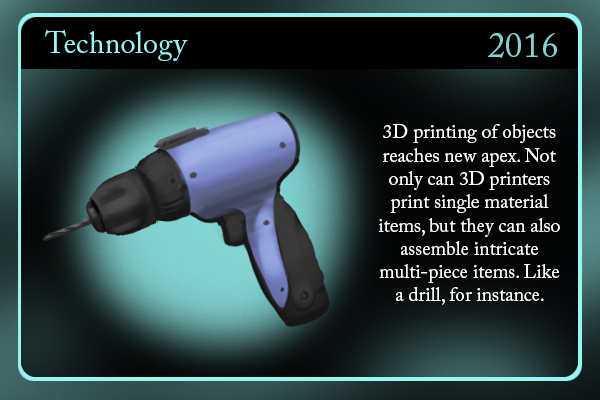 Technology
2016
3D printing of objects
reaches new apex. Not
only can 3D printers
print single material
items, but they can also
assemble intricate
multi-piece items. Like
a drill, for instance.